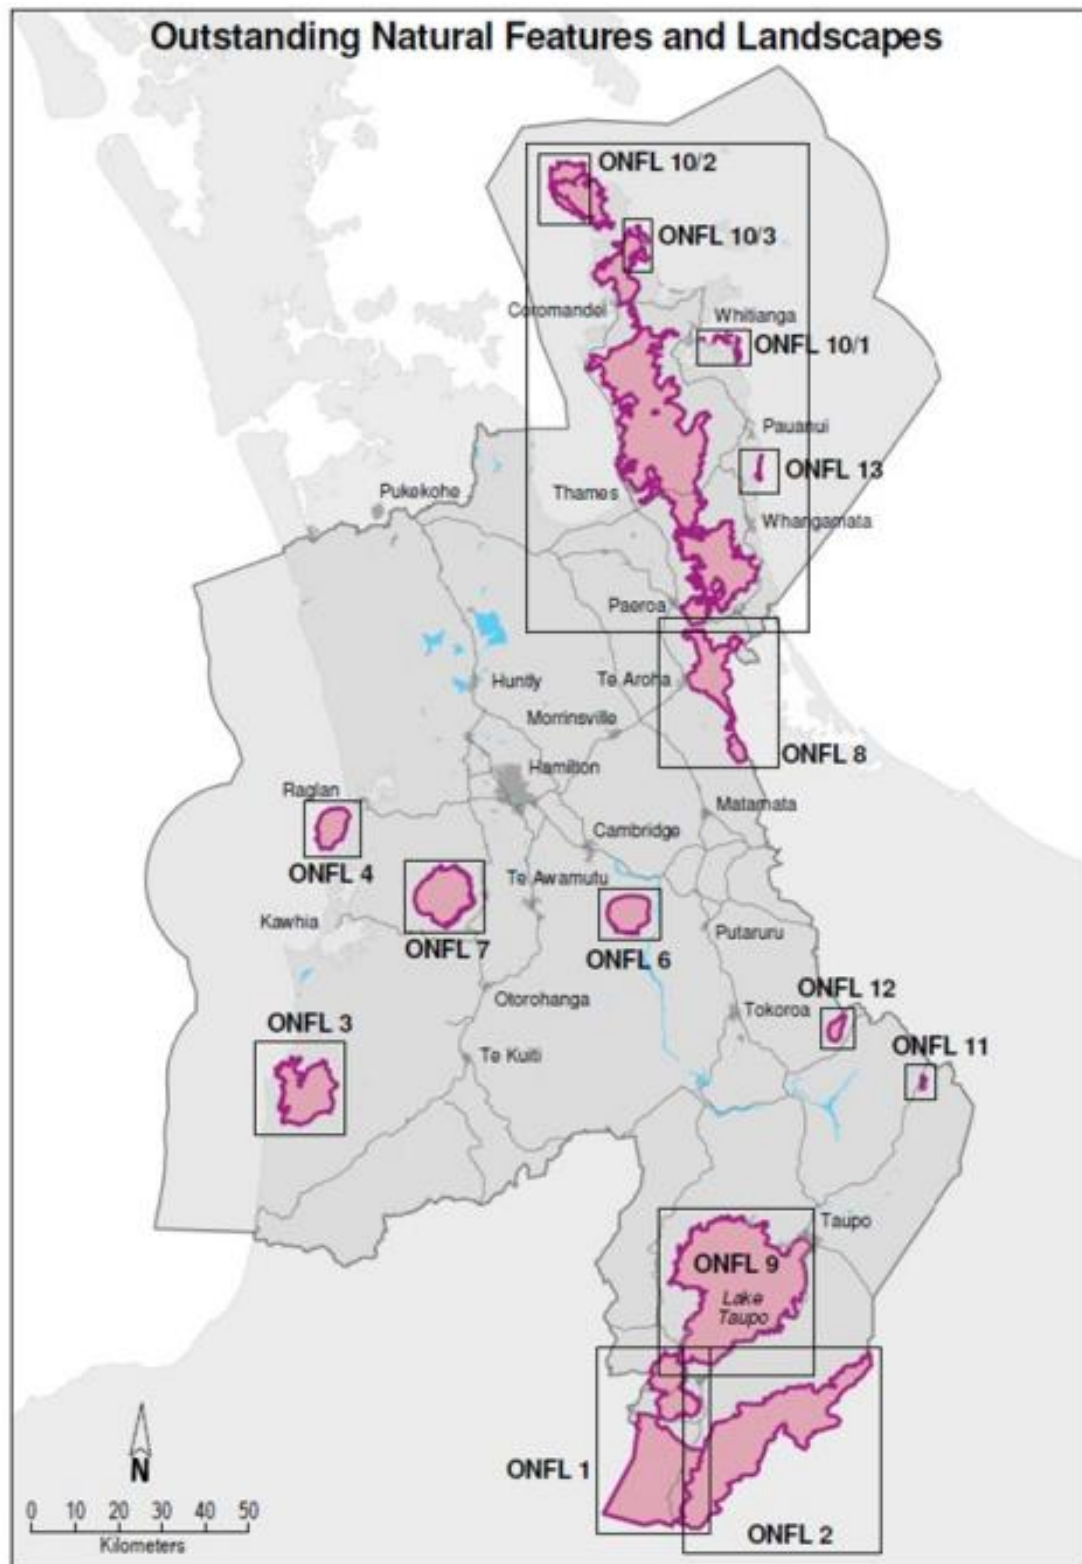 Outstanding Natural Features and Landscapes
ONFL 10/2
ONFL 10/3
Coromandel
Whitianga
ONFL 10/1
Pauanui
ONFL 13
Pukekohe
Thames
Whangamata
Paeroa
Huntly
Te Aroha
Morrinsville
ONFL 8
Hamilton
Raglan
Matamata
Cambridge
ONFL 4
Te Awamutu
Kawhia
ONFL 7
ONFL 6
Putaruru
Otorohanga
ONFL 12
Tokoroa
ONFL 3
ONFL 11
Te Kuiti
Taupo
ONFL 9
Lake
Taupo
N
ONFL 1
0 10 20 30 40 50
Kilometers
ONFL 2